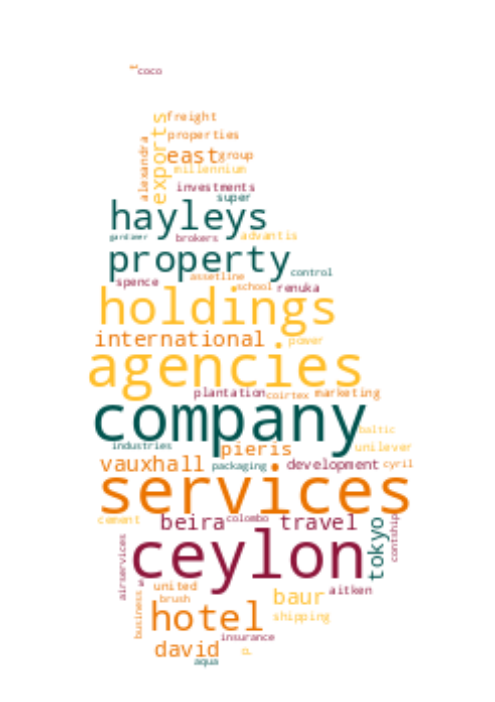 coco
freight
exports
properties
alexandra
east group
millennium
investments
super
hayleys
gardiner brokers advantis
property
assetline control
spence school renuka
holdings
international power
agencies
plantation coirtex marketing
company
baltic
industries pieris unilever
vauxhall packaging development cyril
services
cement beira colombo travel
tokyo
contship
airservices
ceylon
united aitken
business brush baur
hotel shipping
insurance
david
aqua